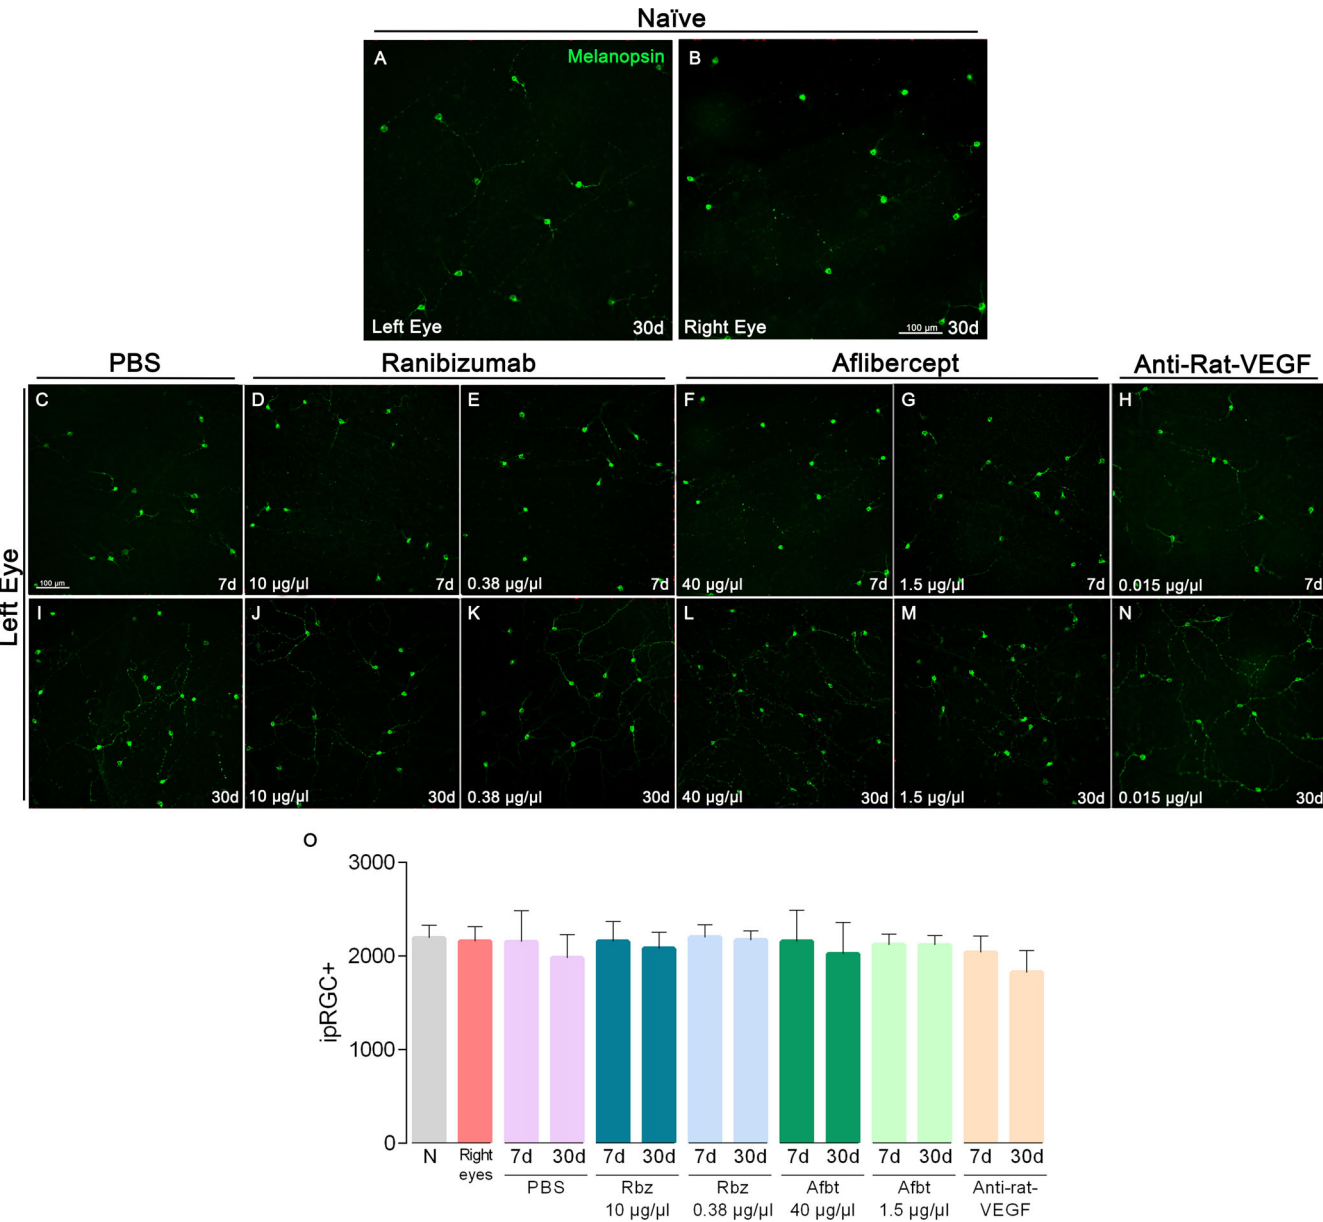 Naïve
A
Melanopsin
Left Eye
30d
B
Right Eye
100 µm
30d
PBS
Ranibizumab
Aflibercept
Anti-Rat-VEGF
Left Eye
C
100 µm
7d
D
10 µg/µl
7d
E
0.38 µg/µl
7d
F
40 µg/µl
7d
G
1.5 µg/µl
7d
H
0.015 µg/µl
7d
I
30d
J
10 µg/µl
30d
K
0.38 µg/µl
30d
L
40 µg/µl
30d
M
1.5 µg/µl
30d
N
0.015 µg/µl
30d
O
ipRGC+
3000
2000
1000
0
N
Right
eyes
7d 30d
PBS
7d 30d
Rbz
10 µg/µl
7d 30d
Rbz
0.38 µg/µl
7d 30d
Afbt
40 µg/µl
7d 30d
Afbt
1.5 µg/µl
7d 30d
Anti-rat-
VEGF